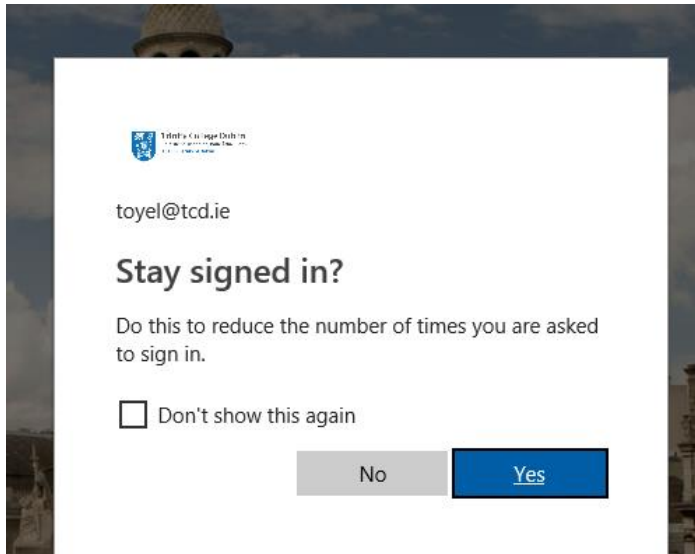 Trinity College Dublin
toyel@tcd.ie
Stay signed in?
Do this to reduce the number of times you are asked
to sign in.
Don't show this again
No Yes